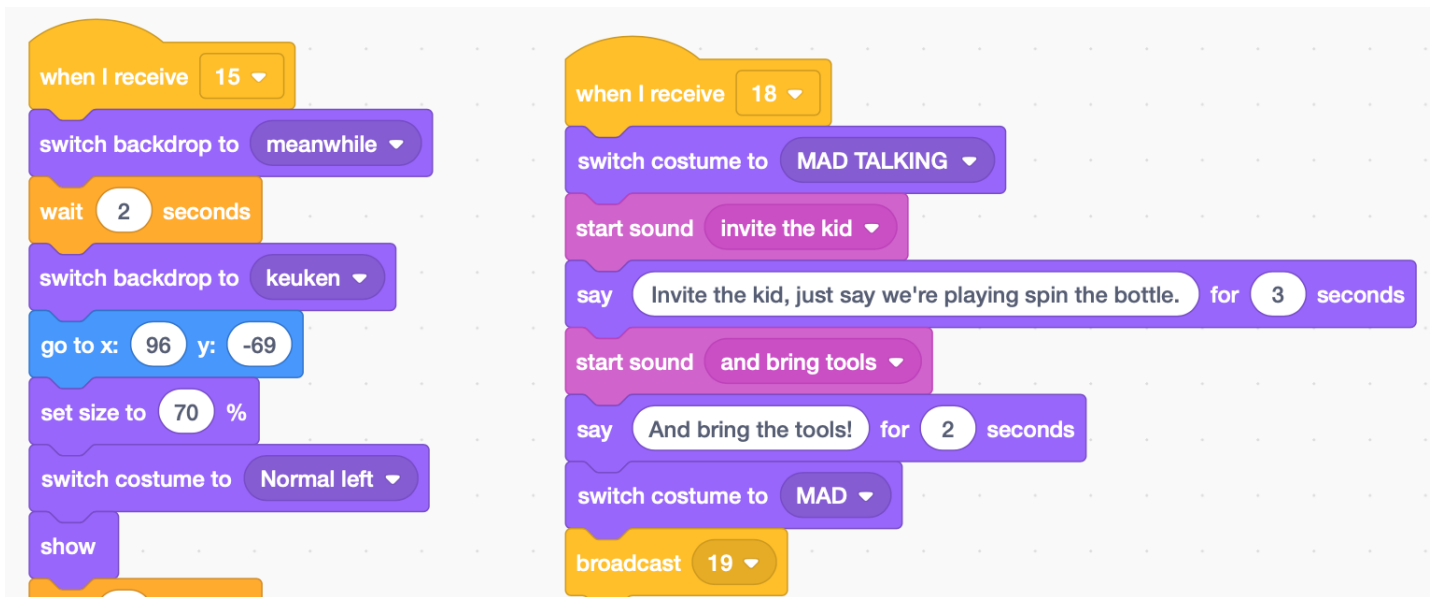 when I receive 15
switch backdrop to meanwhile
wait 2 seconds
switch backdrop to keuken
go to x: 96 y: -69
set size to 70 %
switch costume to Normal left
show
when I receive 18
switch costume to MAD TALKING
start sound invite the kid
say Invite the kid, just say we're playing spin the bottle. for 3 seconds
start sound and bring tools
say And bring the tools! for 2 seconds
switch costume to MAD
broadcast 19